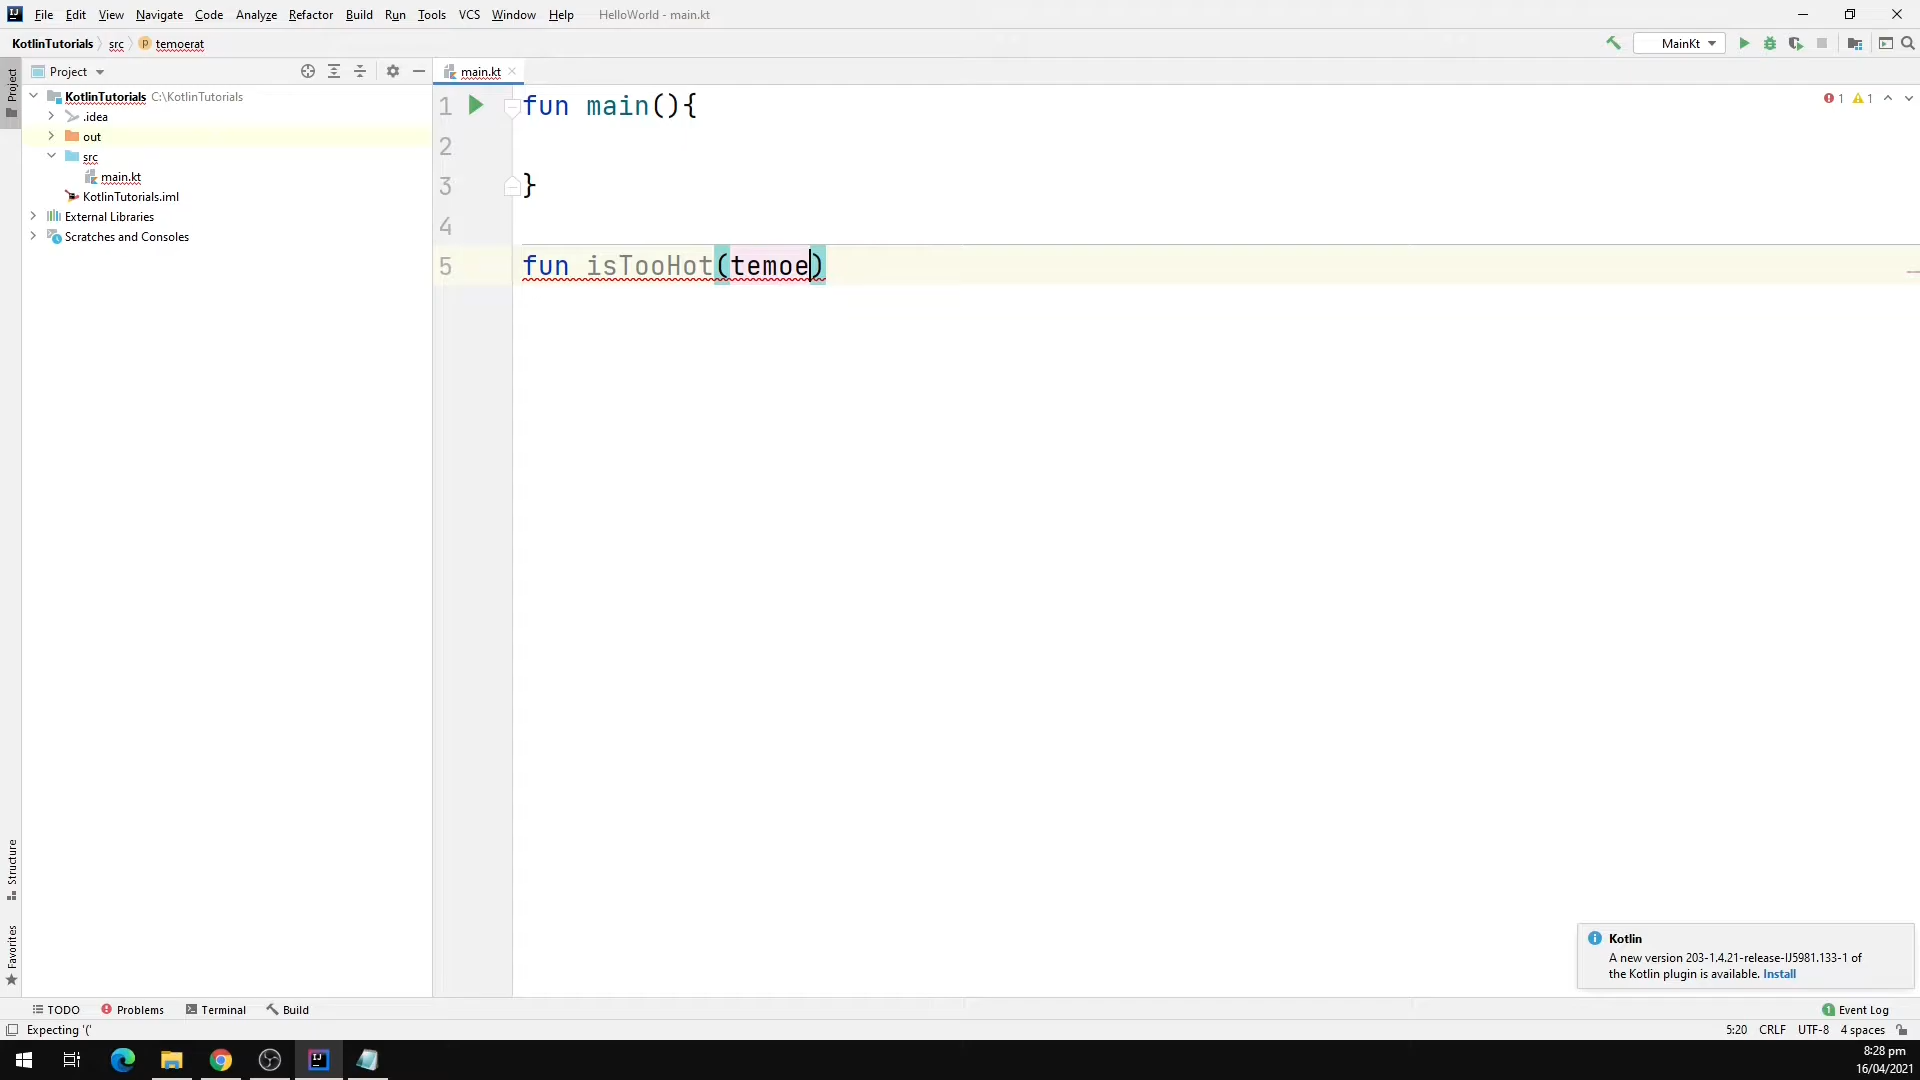 File Edit View Navigate Code Analyze Refactor Build Run Tools VCS Window Help HelloWorld - main.kt
KotlinTutorials src temoerat MainKt
Project main.kt
Project
KotlinTutorials C:\KotlinTutorials
.idea
out
src
main.kt
KotlinTutorials.iml
External Libraries
Scratches and Consoles
1 fun main(){
2
3 }
4
5 fun isTooHot(temoe)
1 1
Structure
Favorites
Kotlin
A new version 203-1.4.21-release-IJ5981.133-1 of
the Kotlin plugin is available. Install
TODO Problems Terminal Build 1 Event Log
Expecting '(' 5:20 CRLF UTF-8 4 spaces
8:28 pm
16/04/2021